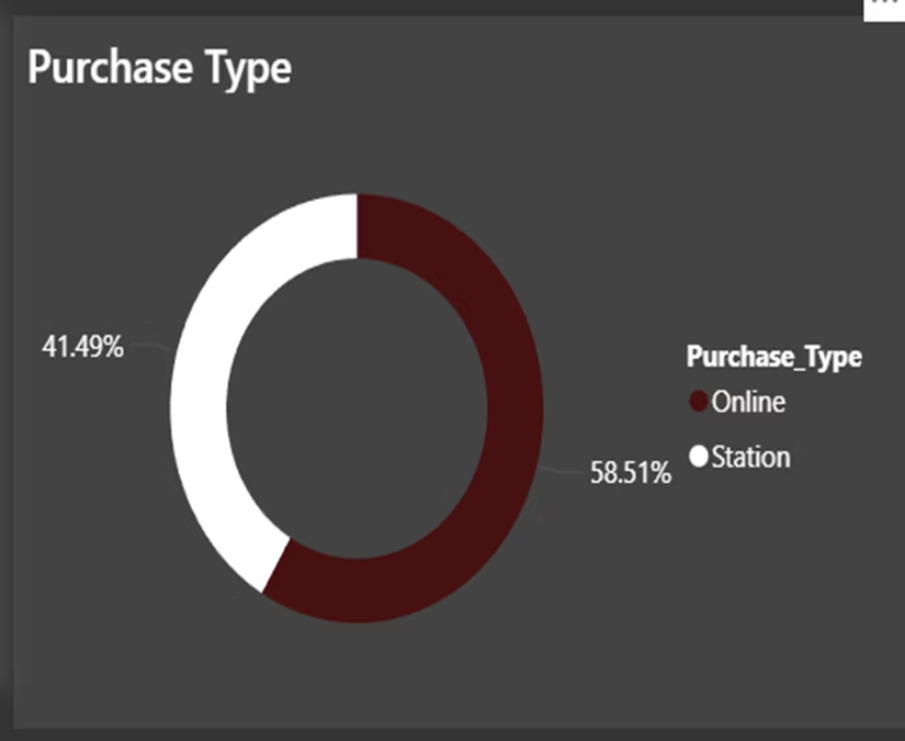 Purchase Type
41.49%
58.51%
Purchase_Type
Online
Station